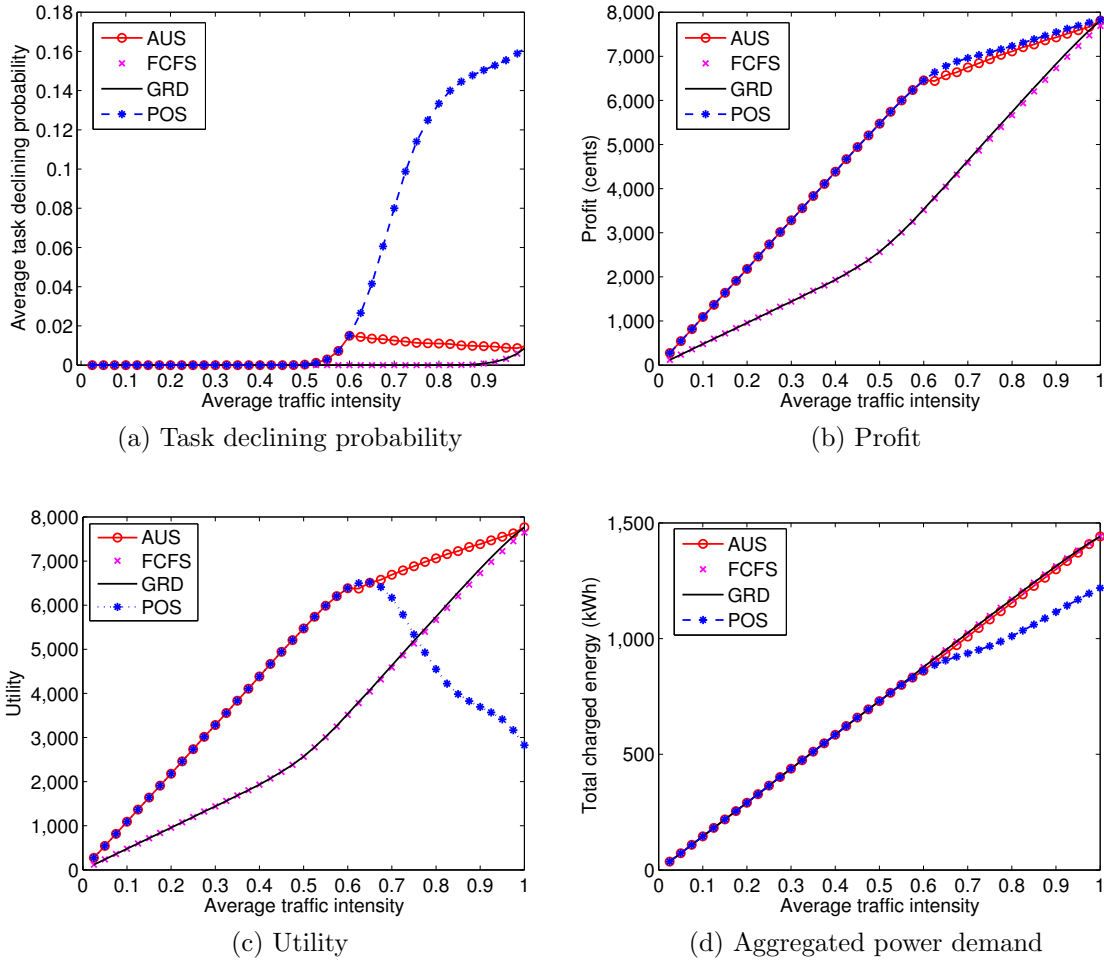 Average task declining probability
0.18
0.16
0.14
0.12
0.1
0.08
0.06
0.04
0.02
0
AUS
FCFS
GRD
POS
0 0.1 0.2 0.3 0.4 0.5 0.6 0.7 0.8 0.9
Average traffic intensity
(a) Task declining probability
Profit (cents)
8,000
7,000
6,000
5,000
4,000
3,000
2,000
1,000
0
AUS
FCFS
GRD
POS
0 0.1 0.2 0.3 0.4 0.5 0.6 0.7 0.8 0.9 1
Average traffic intensity
(b) Profit
Utility
8,000
7,000
6,000
5,000
4,000
3,000
2,000
1,000
0
AUS
FCFS
GRD
POS
0 0.1 0.2 0.3 0.4 0.5 0.6 0.7 0.8 0.9 1
Average traffic intensity
(c) Utility
Total charged energy (kWh)
1,500
1,000
500
0
AUS
FCFS
GRD
POS
0 0.1 0.2 0.3 0.4 0.5 0.6 0.7 0.8 0.9 1
Average traffic intensity
(d) Aggregated power demand